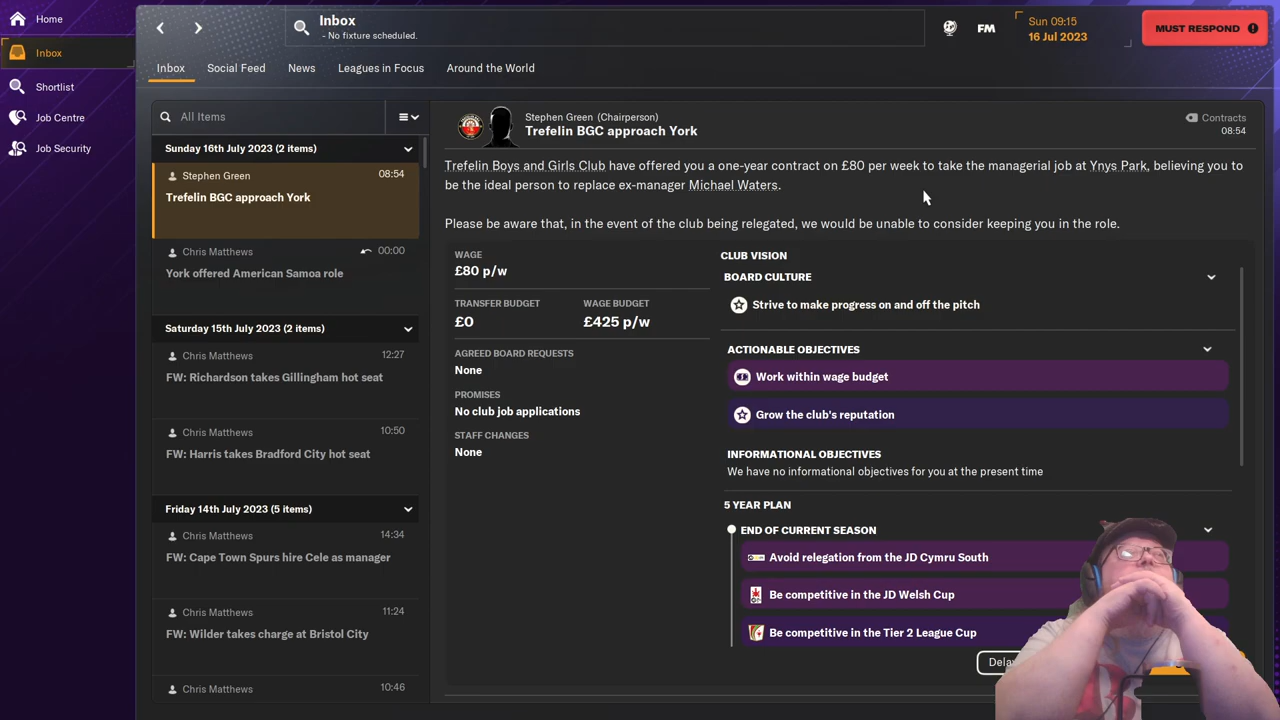 Home
Inbox
Shortlist
Job Centre
Job Security
Inbox
- No fixture scheduled.
FM
Sun 09:15
16 Jul 2023
MUST RESPOND
Inbox
Social Feed
News
Leagues in Focus
Around the World
All Items
Sunday 16th July 2023 (2 items)
Stephen Green
08:54
Trefelin BGC approach York
Chris Matthews
00:00
York offered American Samoa role
Saturday 15th July 2023 (2 items)
Chris Matthews
12:27
FW: Richardson takes Gillingham hot seat
Chris Matthews
10:50
FW: Harris takes Bradford City hot seat
Friday 14th July 2023 (5 items)
Chris Matthews
14:34
FW: Cape Town Spurs hire Cele as manager
Chris Matthews
11:24
FW: Wilder takes charge at Bristol City
Chris Matthews
10:46
Stephen Green (Chairperson)
Trefelin BGC approach York
Contracts
08:54
Trefelin Boys and Girls Club have offered you a one-year contract on £80 per week to take the managerial job at Ynys Park, believing you to
be the ideal person to replace ex-manager Michael Waters.
Please be aware that, in the event of the club being relegated, we would be unable to consider keeping you in the role.
WAGE
£80 p/w
TRANSFER BUDGET
£0
WAGE BUDGET
£425 p/w
AGREED BOARD REQUESTS
None
PROMISES
No club job applications
STAFF CHANGES
None
CLUB VISION
BOARD CULTURE
Strive to make progress on and off the pitch
ACTIONABLE OBJECTIVES
Work within wage budget
Grow the club's reputation
INFORMATIONAL OBJECTIVES
We have no informational objectives for you at the present time
5 YEAR PLAN
END OF CURRENT SEASON
Avoid relegation from the JD Cymru South
Be competitive in the JD Welsh Cup
Be competitive in the Tier 2 League Cup